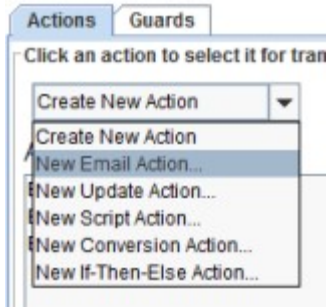 Actions Guards
Click an action to select it for tran
Create New Action
Create New Action
New Email Action...
New Update Action...
New Script Action...
New Conversion Action...
New If-Then-Else Action...